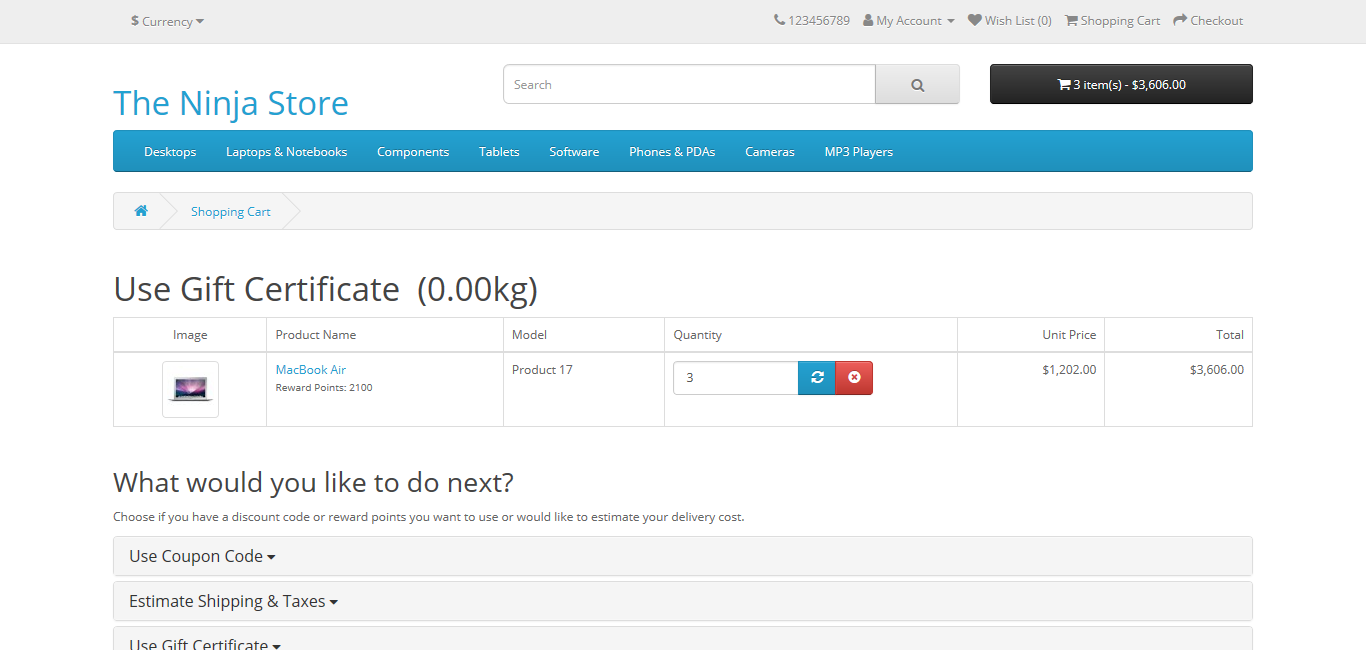 $ Currency
123456789 My Account Wish List (0) Shopping Cart Checkout
The Ninja Store
Search
3 item(s) - $3,606.00
Desktops Laptops & Notebooks Components Tablets Software Phones & PDAs Cameras MP3 Players
Shopping Cart
Use Gift Certificate (0.00kg)
Image Product Name Model Quantity Unit Price Total
MacBook Air Product 17 3 $1,202.00 $3,606.00
Reward Points: 2100
What would you like to do next?
Choose if you have a discount code or reward points you want to use or would like to estimate your delivery cost.
Use Coupon Code
Estimate Shipping & Taxes
Use Gift Certificate